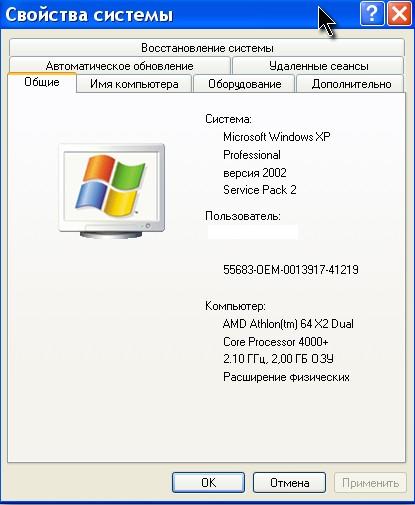 Свойства системы
Восстановление системы
Автоматическое обновление
Удаленные сеансы
Общие
Имя компьютера
Оборудование
Дополнительно
Система:
Microsoft Windows XP
Professional
версия 2002
Service Pack 2
Пользователь:
55683-OEM-0013917-41219
Компьютер:
AMD Athlon(tm) 64 X2 Dual
Core Processor 4000+
2.10 ГГц, 2,00 ГБ ОЗУ
Расширение физических
OK
Отмена
Применить